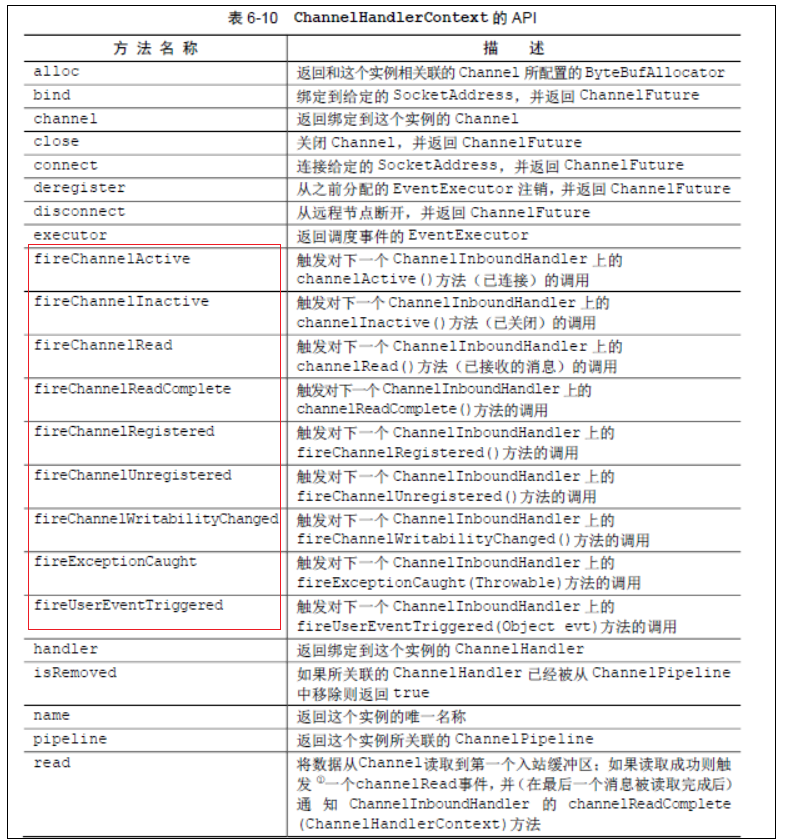 表 6-10 ChannelHandlerContext 的 API
方 法 名 称 描 述
alloc 返回和这个实例相关联的 Channel 所配置的 ByteBufAllocator
bind 绑定到给定的 SocketAddress，并返回 ChannelFuture
channel 返回绑定到这个实例的 Channel
close 关闭 Channel，并返回 ChannelFuture
connect 连接给定的 SocketAddress，并返回 ChannelFuture
deregister 从之前分配的 EventExecutor 注销，并返回 ChannelFuture
disconnect 从远程节点断开，并返回 ChannelFuture
executor 返回调度事件的 EventExecutor
fireChannelActive 触发对下一个 ChannelInboundHandler 上的
channelActive()方法（已连接）的调用
fireChannelInactive 触发对下一个 ChannelInboundHandler 上的
channelInactive()方法（已关闭）的调用
fireChannelRead 触发对下一个 ChannelInboundHandler 上的
channelRead()方法（已接收的消息）的调用
fireChannelReadComplete 触发对下一个 ChannelInboundHandler 上的
channelReadComplete()方法的调用
fireChannelRegistered 触发对下一个 ChannelInboundHandler 上的
fireChannelRegistered()方法的调用
fireChannelUnregistered 触发对下一个 ChannelInboundHandler 上的
fireChannelUnregistered()方法的调用
fireChannelWritabilityChanged 触发对下一个 ChannelInboundHandler 上的
fireChannelWritabilityChanged()方法的调用
fireExceptionCaught 触发对下一个 ChannelInboundHandler 上的
fireExceptionCaught(Throwable)方法的调用
fireUserEventTriggered 触发对下一个 ChannelInboundHandler 上的
fireUserEventTriggered(Object evt)方法的调用
handler 返回绑定到这个实例的 ChannelHandler
isRemoved 如果所关联的 ChannelHandler 已经被从 ChannelPipeline
中移除则返回 true
name 返回这个实例的唯一名称
pipeline 返回这个实例所关联的 ChannelPipeline
read 将数据从Channel读取到第一个入站缓冲区；如果读取成功则触
发①一个channelRead事件，并（在最后一个消息被读取完成后）
通 知 ChannelInboundHandler 的 channelReadComplete
(ChannelHandlerContext)方法